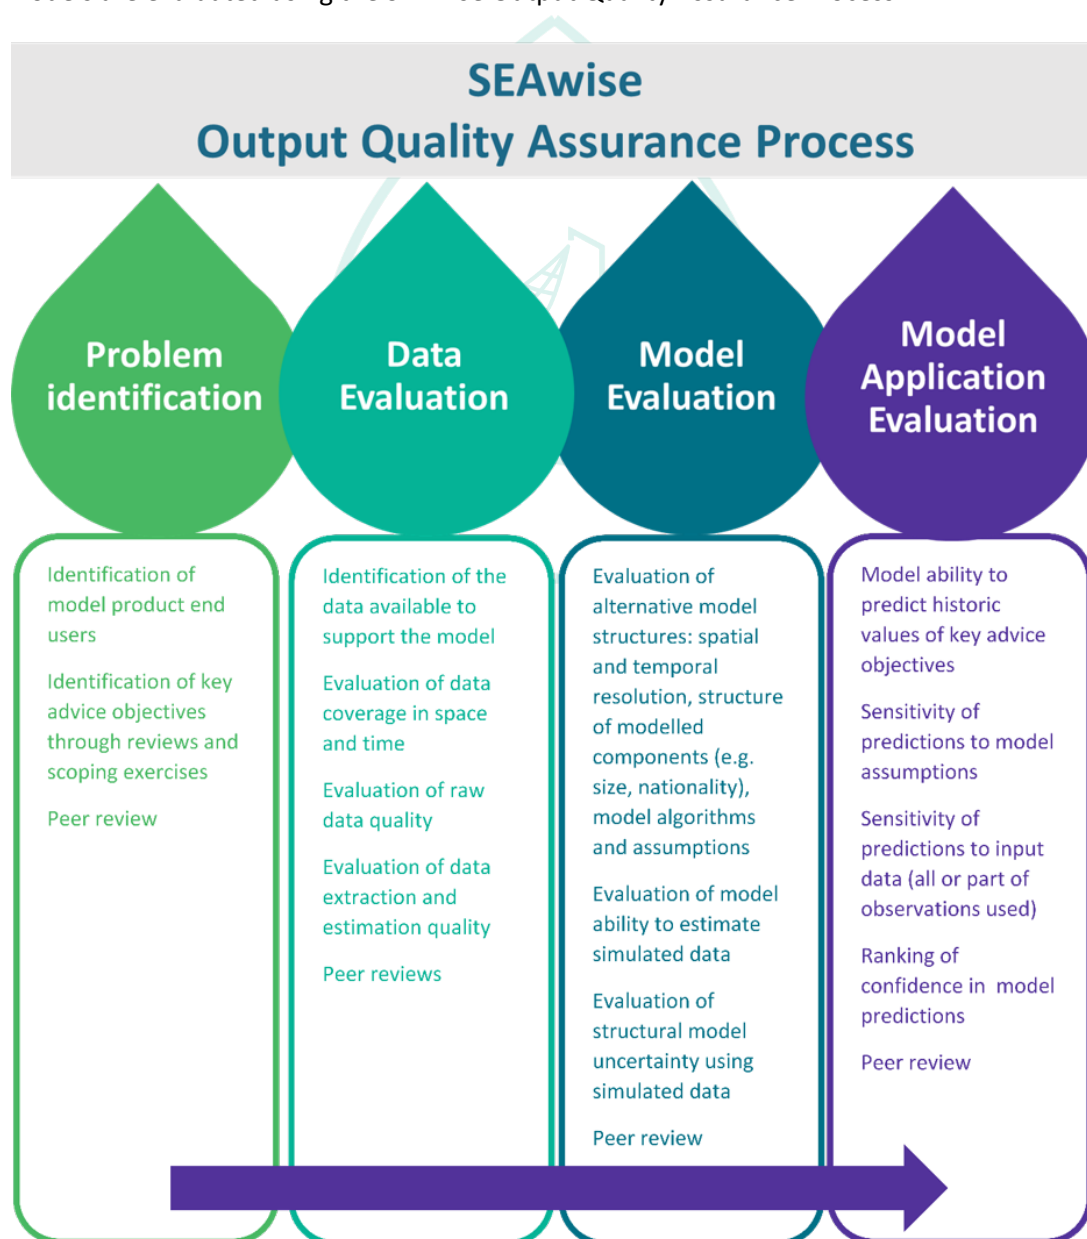 SEAwise
Output Quality Assurance Process
Problem
identification
Data
Evaluation
Model
Evaluation
Model
Application
Evaluation
Identification of
model product end
users
Identification of key
advice objectives
through reviews and
scoping exercises
Peer review
Identification of the
data available to
support the model
Evaluation of data
coverage in space
and time
Evaluation of raw
data quality
Evaluation of data
extraction and
estimation quality
Peer reviews
Evaluation of
alternative model
structures: spatial
and temporal
resolution, structure
of modelled
components (e.g.
size, nationality),
model algorithms
and assumptions
Evaluation of model
ability to estimate
simulated data
Evaluation of
structural model
uncertainty using
simulated data
Peer review
Model ability to
predict historic
values of key advice
objectives
Sensitivity of
predictions to model
assumptions
Sensitivity of
predictions to input
data (all or part of
observations used)
Ranking of
confidence in model
predictions
Peer review